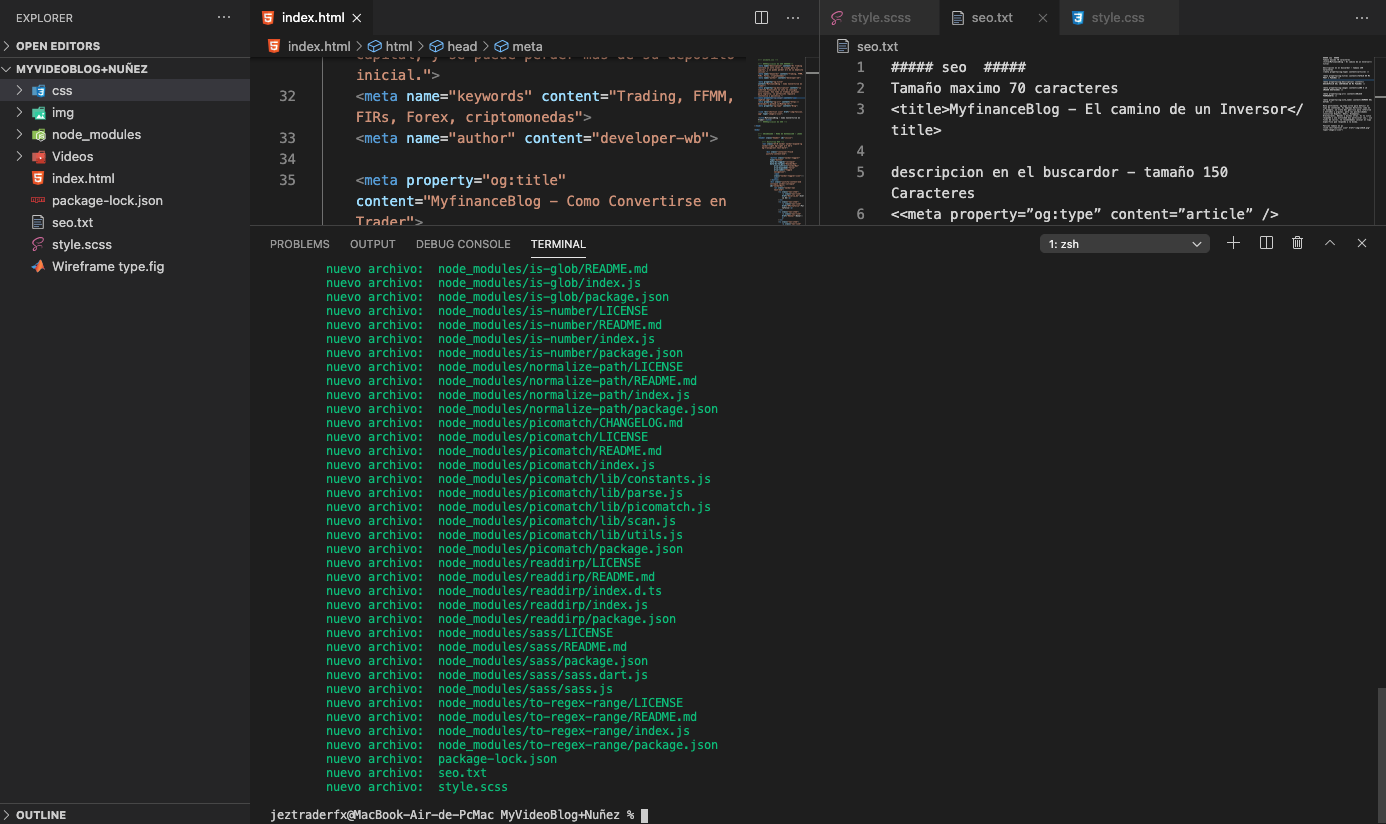 EXPLORER
OPEN EDITORS
MYVIDEOBLOG+NUÑEZ
css
img
node_modules
Videos
index.html
package-lock.json
seo.txt
style.scss
Wireframe type.fig
OUTLINE
index.html
index.html > html > head > meta
capital, y se puede perder más de su depósito
inicial.">
32 <meta name="keywords" content="Trading, FFMM,
FIRs, Forex, criptomonedas">
33 <meta name="author" content="developer-wb">
34
35 <meta property="og:title"
content="MyfinanceBlog - Como Convertirse en
Trader">
style.scss
seo.txt
style.css
seo.txt
1 ##### seo  #####
2 Tamaño maximo 70 caracteres
3 <title>MyfinanceBlog - El camino de un Inversor</
title>
4
5 descripcion en el buscardor - tamaño 150
Caracteres
6 <<meta property=”og:type” content=”article” />
PROBLEMS OUTPUT DEBUG CONSOLE TERMINAL
1: zsh
nuevo archivo:  node_modules/is-glob/README.md
nuevo archivo:  node_modules/is-glob/index.js
nuevo archivo:  node_modules/is-glob/package.json
nuevo archivo:  node_modules/is-number/LICENSE
nuevo archivo:  node_modules/is-number/README.md
nuevo archivo:  node_modules/is-number/index.js
nuevo archivo:  node_modules/is-number/package.json
nuevo archivo:  node_modules/normalize-path/LICENSE
nuevo archivo:  node_modules/normalize-path/README.md
nuevo archivo:  node_modules/normalize-path/index.js
nuevo archivo:  node_modules/normalize-path/package.json
nuevo archivo:  node_modules/picomatch/CHANGELOG.md
nuevo archivo:  node_modules/picomatch/LICENSE
nuevo archivo:  node_modules/picomatch/README.md
nuevo archivo:  node_modules/picomatch/index.js
nuevo archivo:  node_modules/picomatch/lib/constants.js
nuevo archivo:  node_modules/picomatch/lib/parse.js
nuevo archivo:  node_modules/picomatch/lib/picomatch.js
nuevo archivo:  node_modules/picomatch/lib/scan.js
nuevo archivo:  node_modules/picomatch/lib/utils.js
nuevo archivo:  node_modules/picomatch/package.json
nuevo archivo:  node_modules/readdirp/LICENSE
nuevo archivo:  node_modules/readdirp/README.md
nuevo archivo:  node_modules/readdirp/index.d.ts
nuevo archivo:  node_modules/readdirp/index.js
nuevo archivo:  node_modules/readdirp/package.json
nuevo archivo:  node_modules/sass/LICENSE
nuevo archivo:  node_modules/sass/README.md
nuevo archivo:  node_modules/sass/package.json
nuevo archivo:  node_modules/sass/sass.dart.js
nuevo archivo:  node_modules/sass/sass.js
nuevo archivo:  node_modules/to-regex-range/LICENSE
nuevo archivo:  node_modules/to-regex-range/README.md
nuevo archivo:  node_modules/to-regex-range/index.js
nuevo archivo:  node_modules/to-regex-range/package.json
nuevo archivo:  package-lock.json
nuevo archivo:  seo.txt
nuevo archivo:  style.scss
jeztraderfx@MacBook-Air-de-PcMac MyVideoBlog+Nuñez %